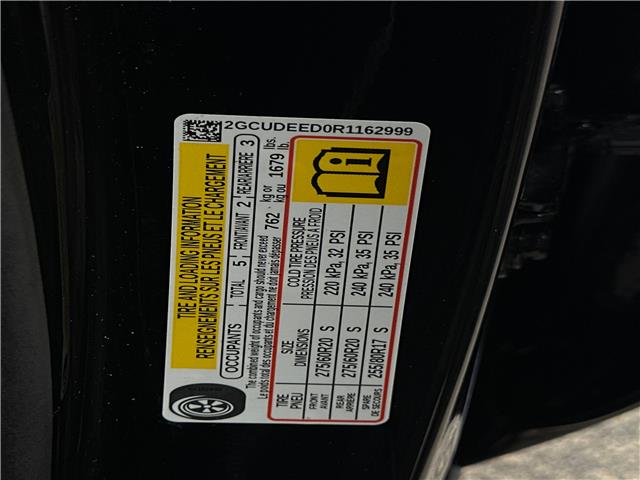 2GCUDEED0R1162999
TIRE AND LOADING INFORMATION
RENSEIGNEMENTS SUR LES PNEUS ET LE CHARGEMENT
OCCUPANTS TOTAL 5 FRONT/AVANT 2 REAR/ARRIÈRE 3
The combined weight of occupants and cargo should never exceed 762 kg or 1679 lbs.
Le poids total des occupants et du chargement ne doit jamais dépasser kg ou lb.
TIRE SIZE COLD TIRE PRESSURE
PNEU DIMENSIONS PRESSION DES PNEUS À FROID
FRONT
AVANT 275/60R20 S 220 kPa, 32 PSI
REAR
ARRIÈRE 275/60R20 S 240 kPa, 35 PSI
SPARE
DE SECOURS 255/80R17 S 240 kPa, 35 PSI